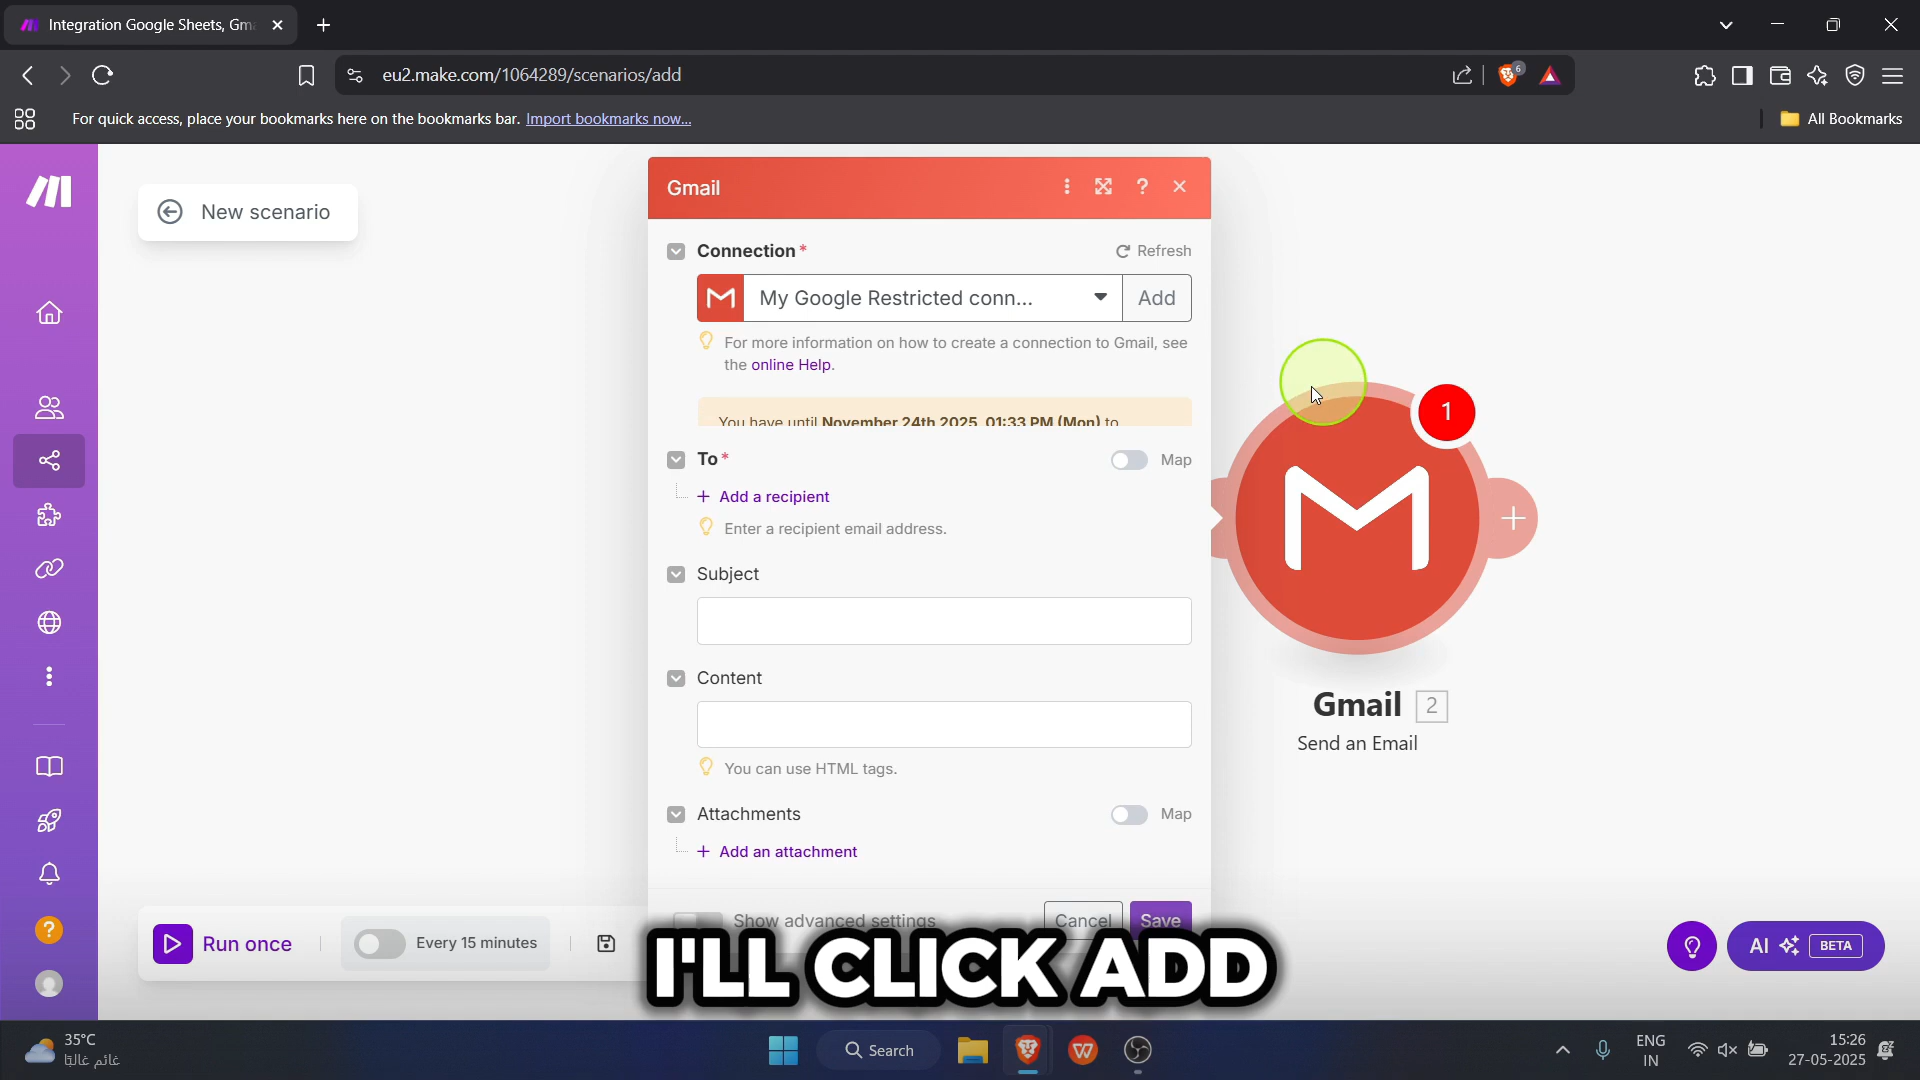 Integration Google Sheets, Gm
eu2.make.com/1064289/scenarios/add
6
For quick access, place your bookmarks here on the bookmarks bar. Import bookmarks now...
All Bookmarks
New scenario
Gmail
Connection*
Refresh
My Google Restricted conn...
Add
For more information on how to create a connection to Gmail, see
the online Help.
You have until November 24th 2025, 01:33 PM (Mon) to
To*
Map
+ Add a recipient
Enter a recipient email address.
Subject
Content
You can use HTML tags.
Attachments
Map
+ Add an attachment
Show advanced settings
Cancel
Save
1
Gmail 2
Send an Email
Run once
Every 15 minutes
AI BETA
I'LL CLICK ADD
35°C
غائم غالبًا
Search
ENG
IN
15:26
27-05-2025